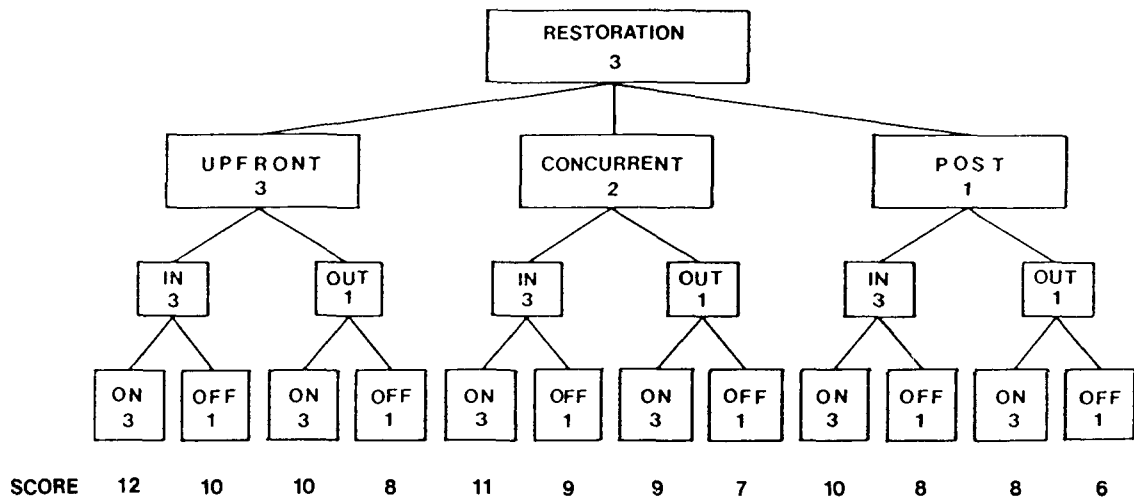 RESTORATION
3
UPFRONT CONCURRENT POST
3 2 1
IN OUT IN OUT IN OUT
3 1 3 1 3 1
ON OFF ON OFF ON OFF ON OFF ON OFF ON OFF
3 1 3 1 3 1 3 1 3 1 3 1
SCORE 12 10 10 8 11 9 9 7 10 8 8 6